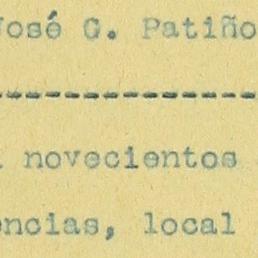 José G. Patiño
--------------
novecientos
encias, local